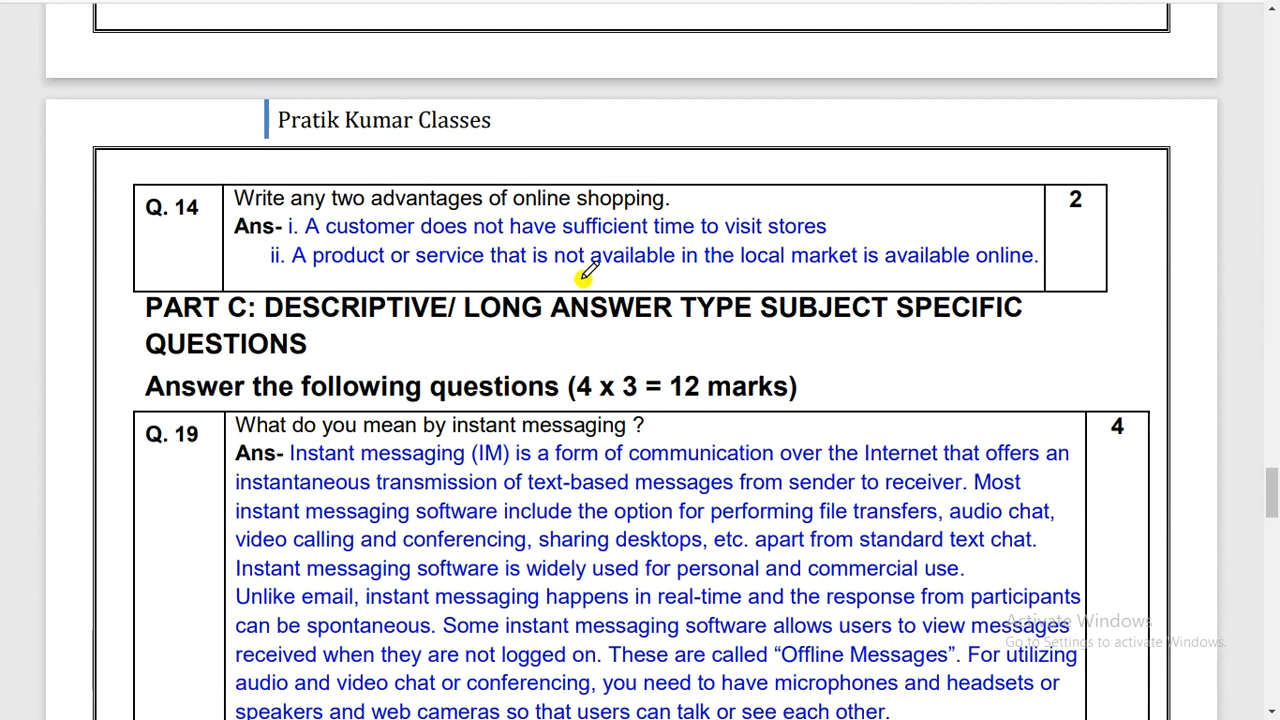 Pratik Kumar Classes
Q. 14
Write any two advantages of online shopping.
2
Ans- i. A customer does not have sufficient time to visit stores
ii. A product or service that is not available in the local market is available online.
PART C: DESCRIPTIVE/ LONG ANSWER TYPE SUBJECT SPECIFIC
QUESTIONS
Answer the following questions (4 x 3 = 12 marks)
Q. 19
What do you mean by instant messaging ?
4
Ans- Instant messaging (IM) is a form of communication over the Internet that offers an
instantaneous transmission of text-based messages from sender to receiver. Most
instant messaging software include the option for performing file transfers, audio chat,
video calling and conferencing, sharing desktops, etc. apart from standard text chat.
Instant messaging software is widely used for personal and commercial use.
Unlike email, instant messaging happens in real-time and the response from participants
can be spontaneous. Some instant messaging software allows users to view messages
received when they are not logged on. These are called “Offline Messages”. For utilizing
audio and video chat or conferencing, you need to have microphones and headsets or
speakers and web cameras so that users can talk or see each other.
Activate Windows
Go to Settings to activate Windows.